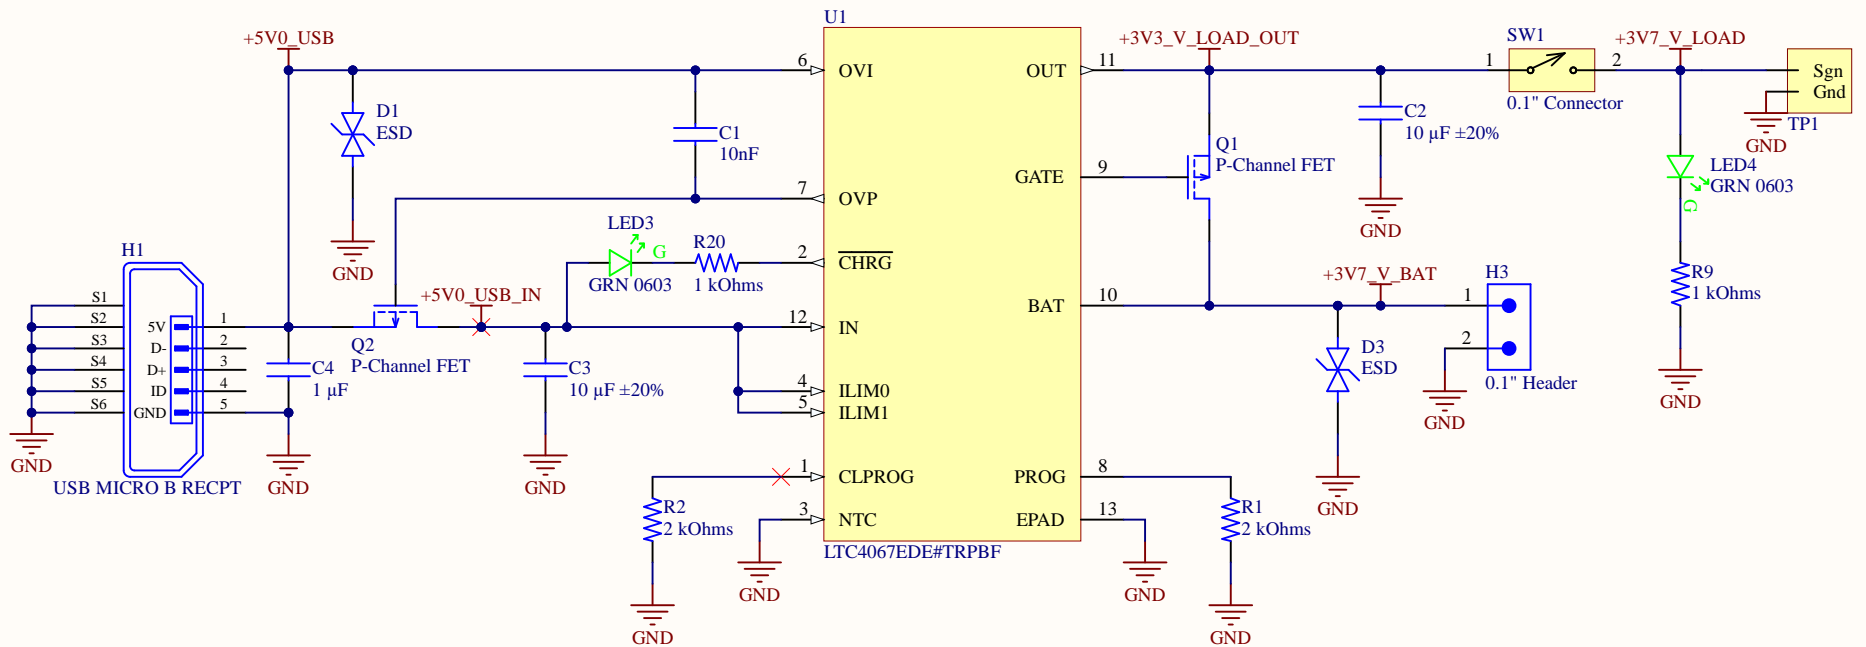 U1
+5V0_USB
6
OVI
OUT
11
+3V3_V_LOAD_OUT
SW1
1
2
0.1" Connector
+3V7_V_LOAD
Sgn
Gnd
TP1
GND
D1
ESD
GND
C1
10nF
7
OVP
GATE
9
Q1
P-Channel FET
C2
10 µF ±20%
GND
LED4
GRN 0603
G
R9
1 kOhms
GND
LED3
G
GRN 0603
R20
1 kOhms
2
CHRG
BAT
10
+3V7_V_BAT
H3
1
2
0.1" Header
GND
D3
ESD
GND
H1
S1
S2
S3
S4
S5
S6
5V
D-
D+
ID
GND
1
2
3
4
5
USB MICRO B RECPT
GND
C4
1 µF
GND
Q2
P-Channel FET
+5V0_USB_IN
C3
10 µF ±20%
GND
12
IN
4
ILIM0
5
ILIM1
1
CLPROG
3
NTC
PROG
8
EPAD
13
LTC4067EDE#TRPBF
R2
2 kOhms
GND
GND
GND
R1
2 kOhms
GND